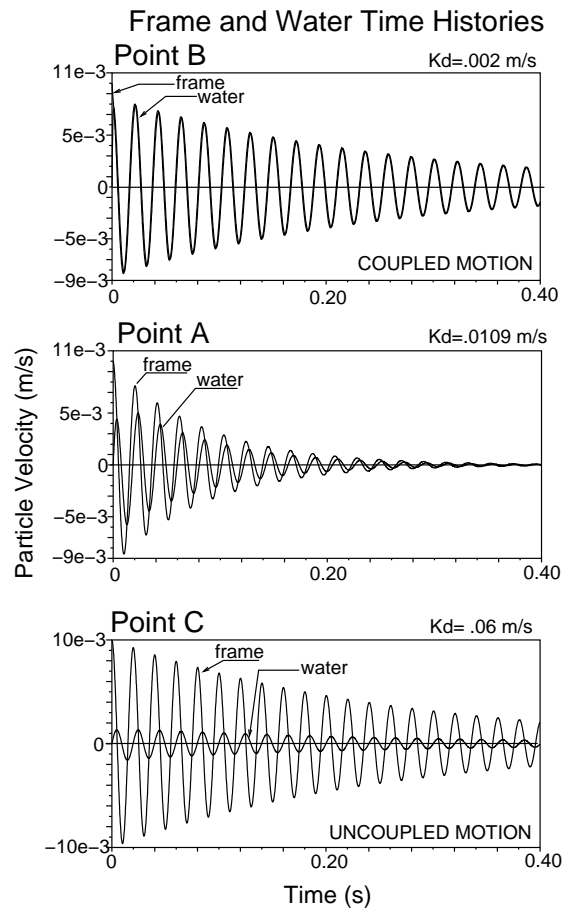 Frame and Water Time Histories
Point B
Kd=.002 m/s
11e−3
frame
water
5e−3
0
−5e−3
−9e−3
COUPLED MOTION
0
0.20
0.40
Point A
Kd=.0109 m/s
11e−3
frame
water
5e−3
0
−5e−3
−9e−3
0
0.20
0.40
Particle Velocity (m/s)
Point C
Kd= .06 m/s
10e−3
frame
water
0
−10e−3
UNCOUPLED MOTION
0
0.20
0.40
Time (s)